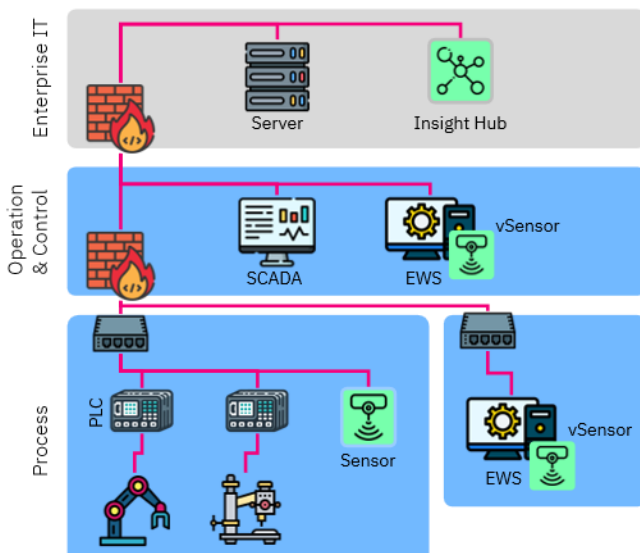 Enterprise IT
Server
Insight Hub
Operation
& Control
vSensor
SCADA
EWS
Process
PLC
Sensor
vSensor
EWS